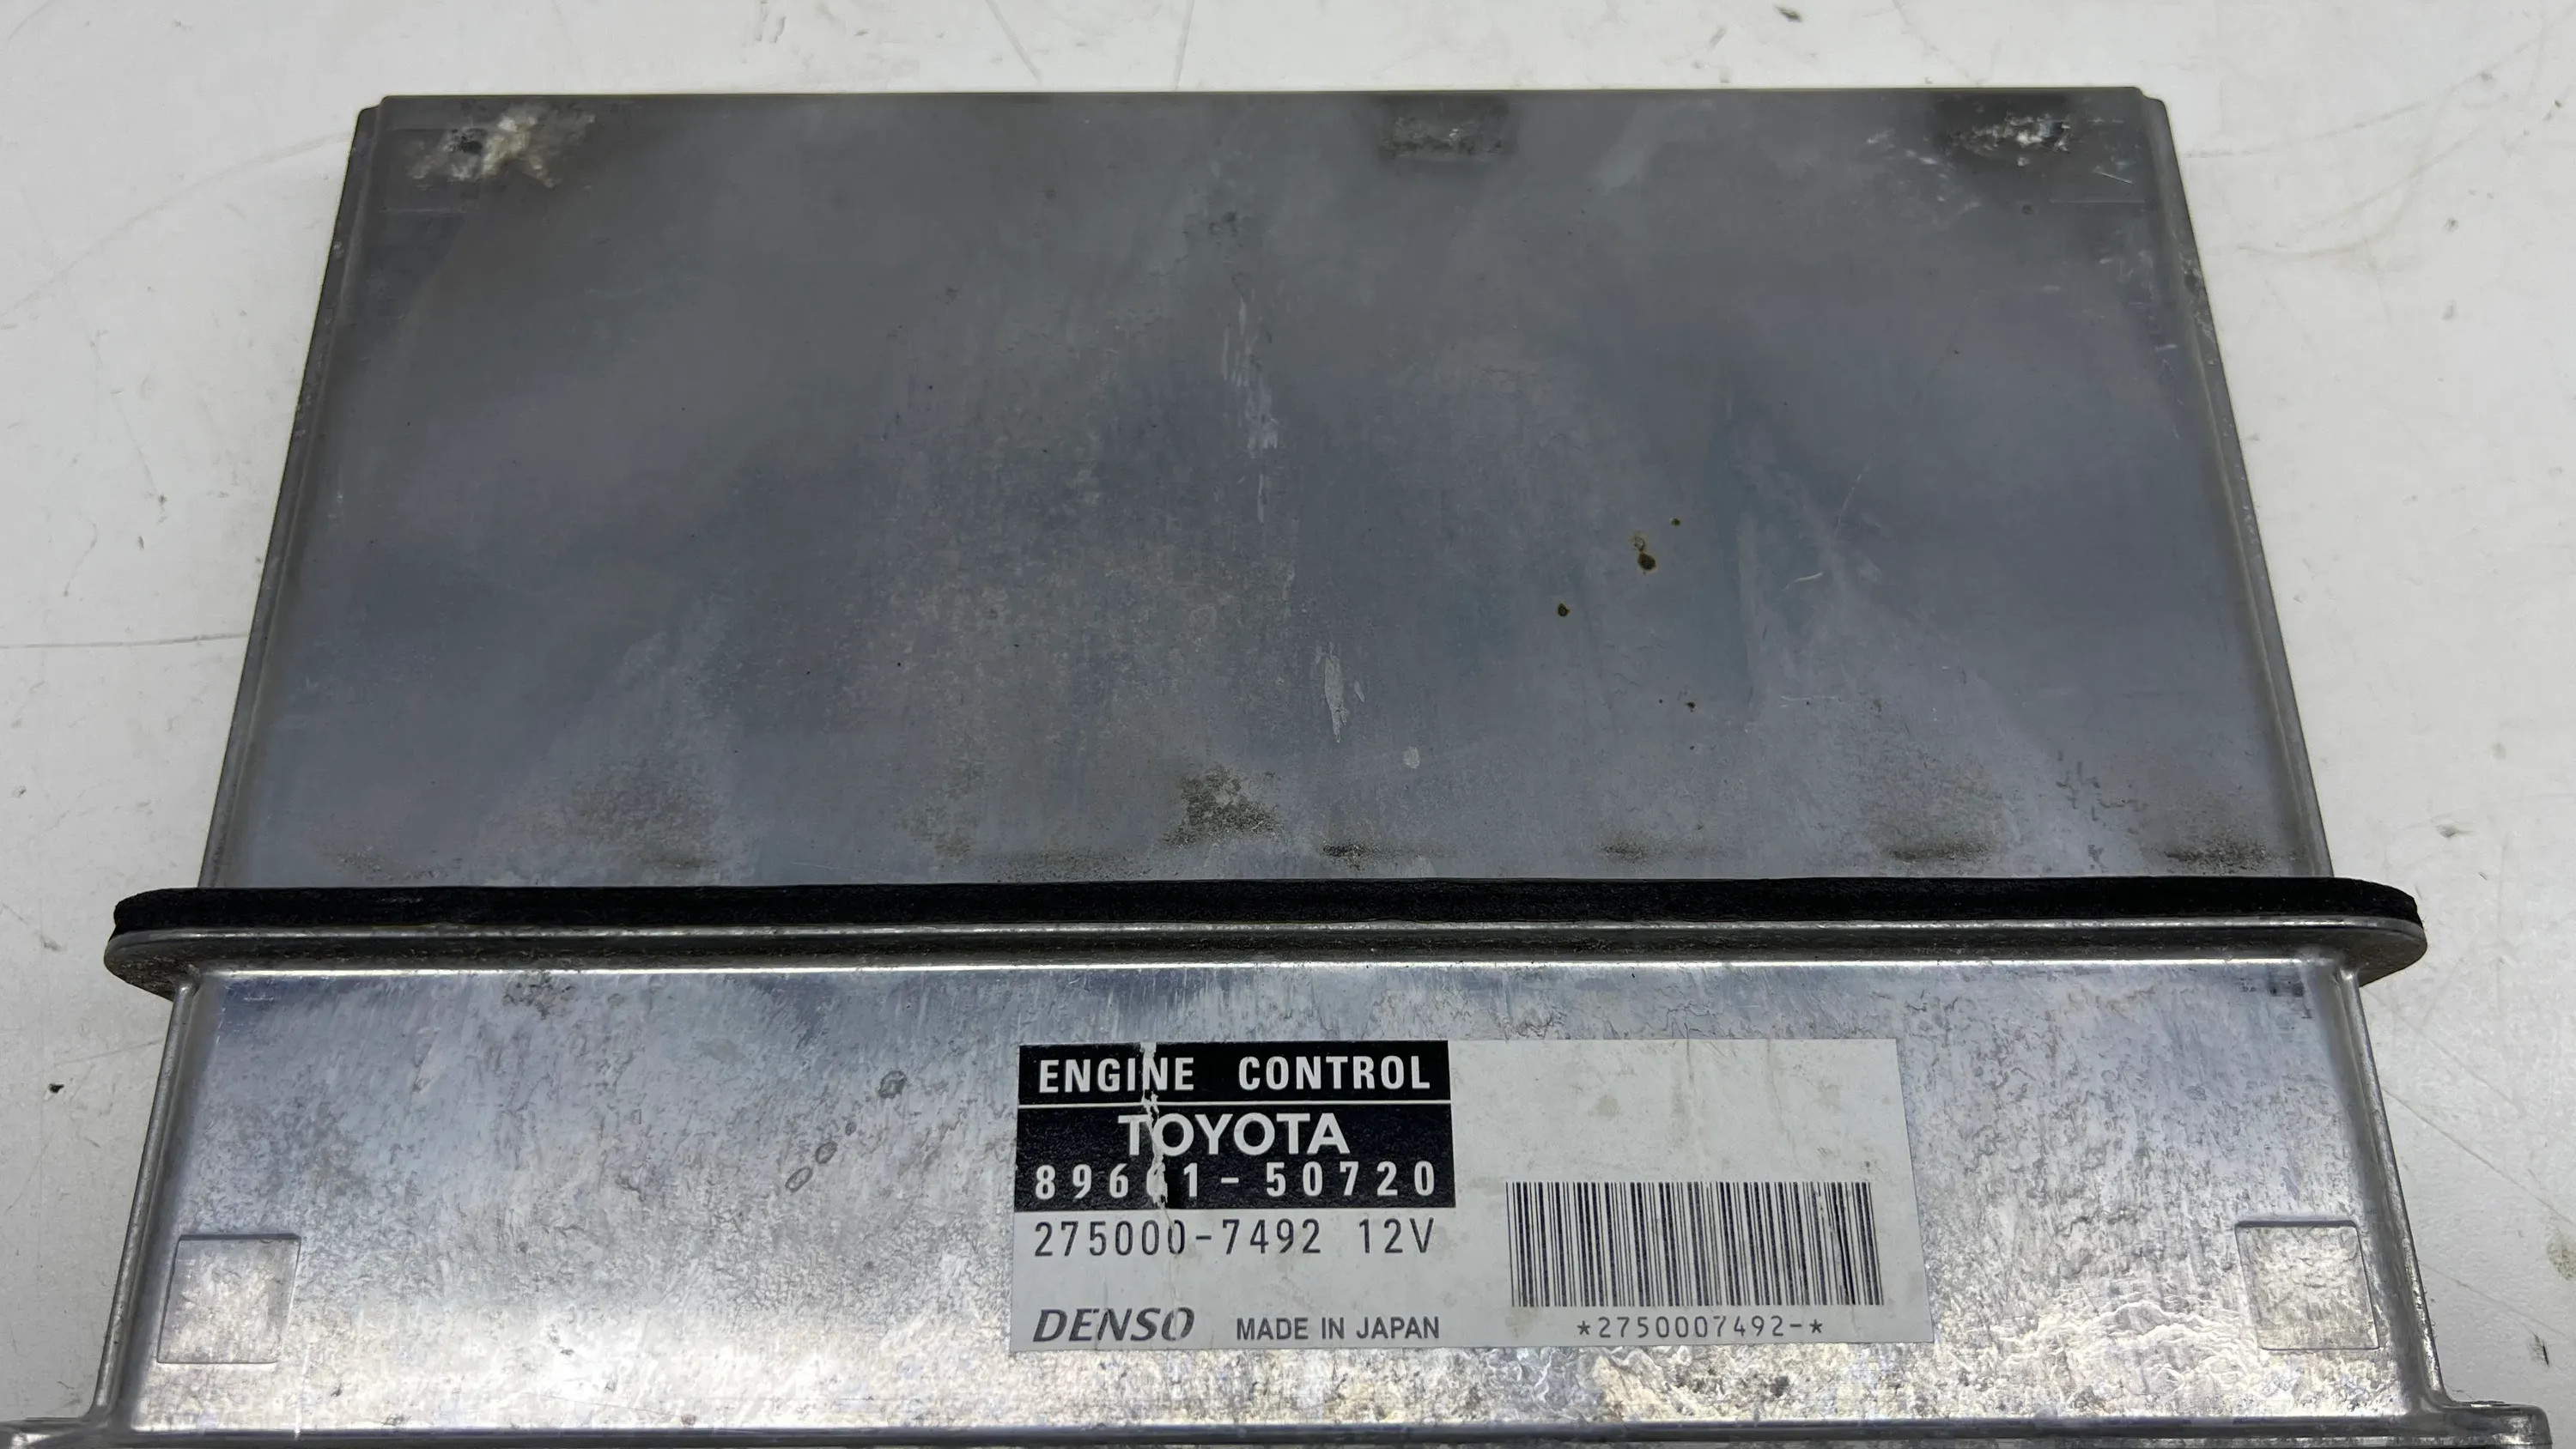 ENGINE CONTROL
TOYOTA
89661-50720
275000-7492 12V
DENSO MADE IN JAPAN
*2750007492-*